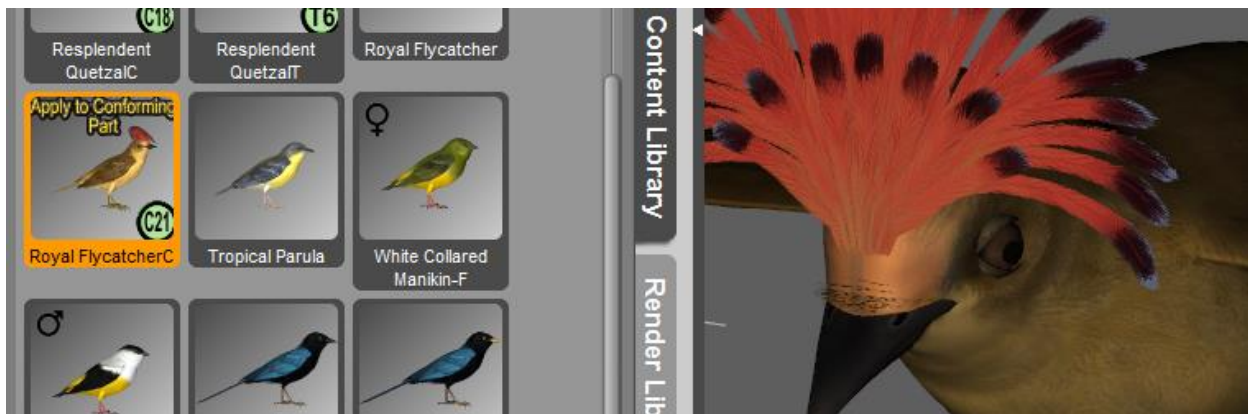 C18
T6
Resplendent
QuetzalC
Resplendent
QuetzalT
Royal Flycatcher
Apply to Conforming
Part
C21
Royal FlycatcherC
Tropical Parula
♀
White Collared
Manikin-F
♂
Content Library
Render Lib